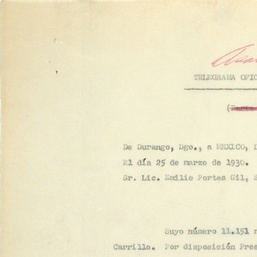 TELEGRAMA OFIC
De Durango, Dgo., a MEXICO, D
El día 25 de marzo de 1930.
Sr. Lic. Emilio Portes Gil, S
Suyo número 11.151 n
Carrillo. Por disposición Pres